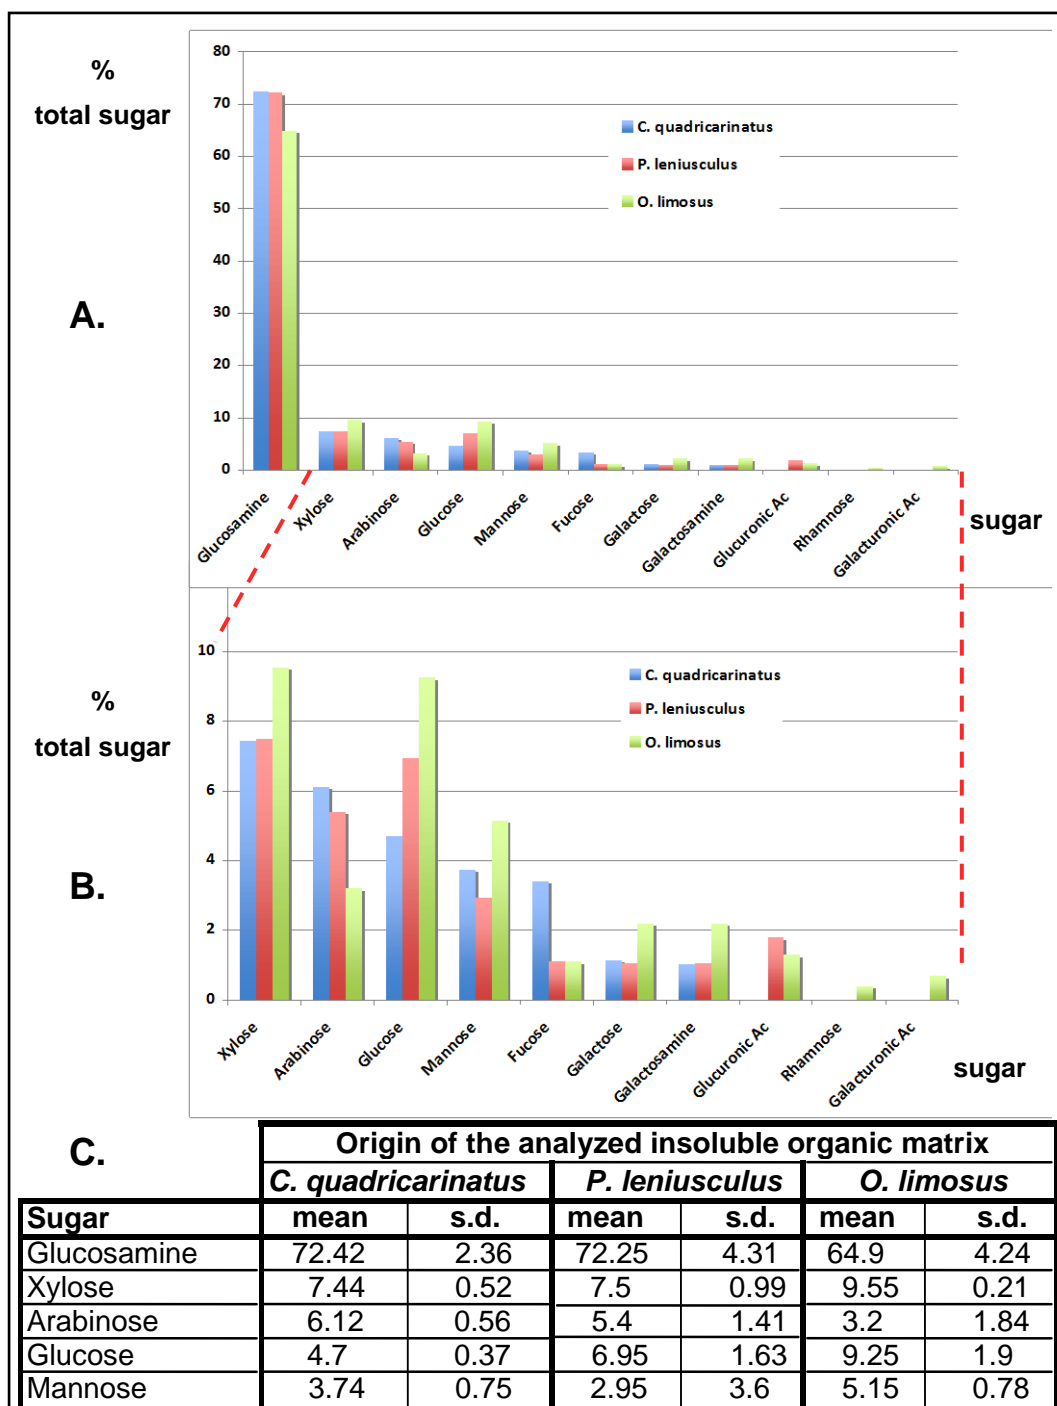 %
total sugar
A.
80
70
60
50
40
30
20
10
0
C. quadricarinatus
P. leniusculus
O. limosus
Glucosamine
Xylose
Arabinose
Glucose
Mannose
Fucose
Galactose
Galactosamine
Glucuronic Ac
Rhamnose
Galacturonic Ac
sugar
%
total sugar
B.
10
8
6
4
2
0
C. quadricarinatus
P. leniusculus
O. limosus
Xylose
Arabinose
Glucose
Mannose
Fucose
Galactose
Galactosamine
Glucuronic Ac
Rhamnose
Galacturonic Ac
sugar
C.
Origin of the analyzed insoluble organic matrix
C. quadricarinatus P. leniusculus O. limosus
Sugar mean s.d. mean s.d. mean s.d.
Glucosamine 72.42 2.36 72.25 4.31 64.9 4.24
Xylose 7.44 0.52 7.5 0.99 9.55 0.21
Arabinose 6.12 0.56 5.4 1.41 3.2 1.84
Glucose 4.7 0.37 6.95 1.63 9.25 1.9
Mannose 3.74 0.75 2.95 3.6 5.15 0.78